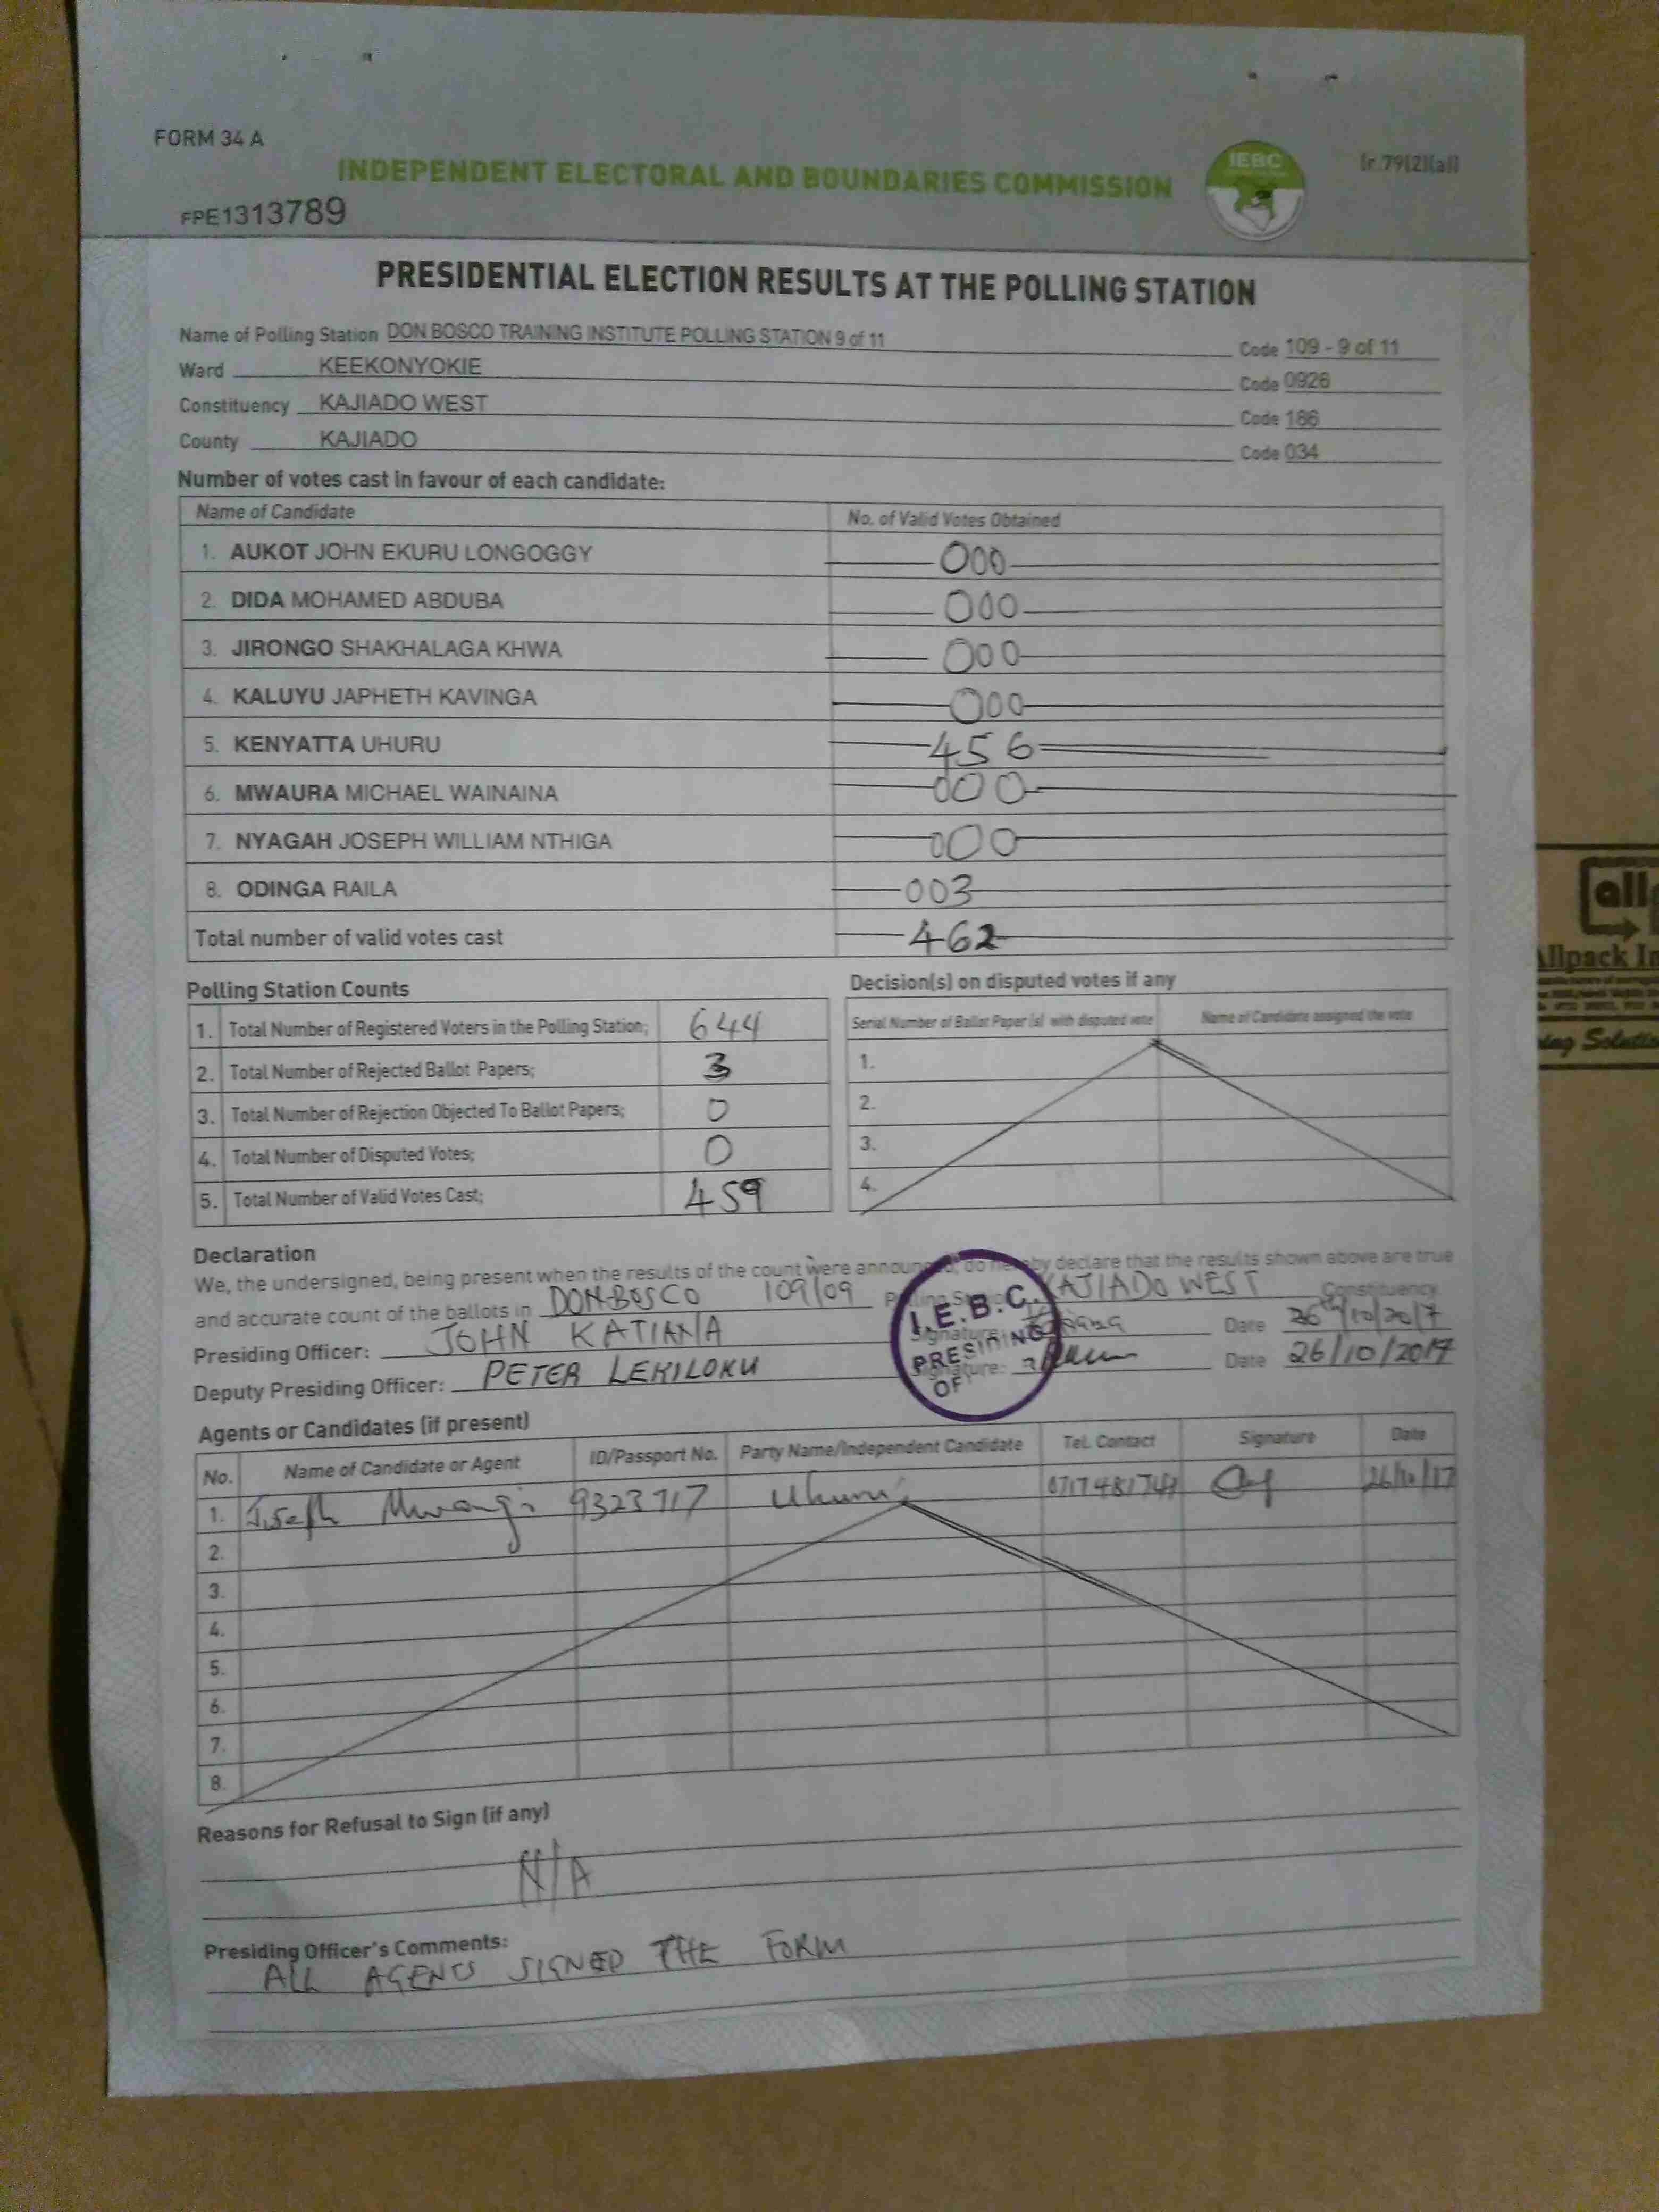 FORM 34 A
INDEPENDENT ELECTORAL AND BOUNDARIES COMMISSION
IEBC
(r.79(2)(a))
FPE1313789
PRESIDENTIAL ELECTION RESULTS AT THE POLLING STATION
Name of Polling Station DON BOSCO TRAINING INSTITUTE POLLING STATION 9 of 11 Code 109 - 9 of 11
Ward KEEKONYOKIE Code 0926
Constituency KAJIADO WEST Code 186
County KAJIADO Code 034
Number of votes cast in favour of each candidate:
Name of Candidate No. of Valid Votes Obtained
1. AUKOT JOHN EKURU LONGOGGY 000
2. DIDA MOHAMED ABDUBA 000
3. JIRONGO SHAKHALAGA KHWA 000
4. KALUYU JAPHETH KAVINGA 000
5. KENYATTA UHURU 456
6. MWAURA MICHAEL WAINAINA 000
7. NYAGAH JOSEPH WILLIAM NTHIGA 000
8. ODINGA RAILA 003
Total number of valid votes cast 462
Polling Station Counts
1. Total Number of Registered Voters in the Polling Station; 644
2. Total Number of Rejected Ballot Papers; 3
3. Total Number of Rejection Objected To Ballot Papers; 0
4. Total Number of Disputed Votes; 0
5. Total Number of Valid Votes Cast; 459
Decision(s) on disputed votes if any
Serial Number of Ballot Paper (s) with disputed vote Name of Candidate assigned the vote
1.
2.
3.
4.
Declaration
We, the undersigned, being present when the results of the count were announced, do hereby declare that the results shown above are true
and accurate count of the ballots in DON-BOSCO 109/09 Polling KAJIADO WEST Constituency
Presiding Officer: JOHN KATIANA Signature: Date 26th/10/2017
Deputy Presiding Officer: PETER LEKILOKU Signature: Date 26/10/2017
I.E.B.C.
PRESIDING
OF
Agents or Candidates (if present)
No. Name of Candidate or Agent ID/Passport No. Party Name/Independent Candidate Tel. Contact Signature Date
1. Joseph Mwangi 9323717 Uhuru 26/10/17
2.
3.
4.
5.
6.
7.
8.
Reasons for Refusal to Sign (if any)
N/A
Presiding Officer's Comments:
ALL AGENTS SIGNED THE FORM
all
Allpack In
ing Solutio